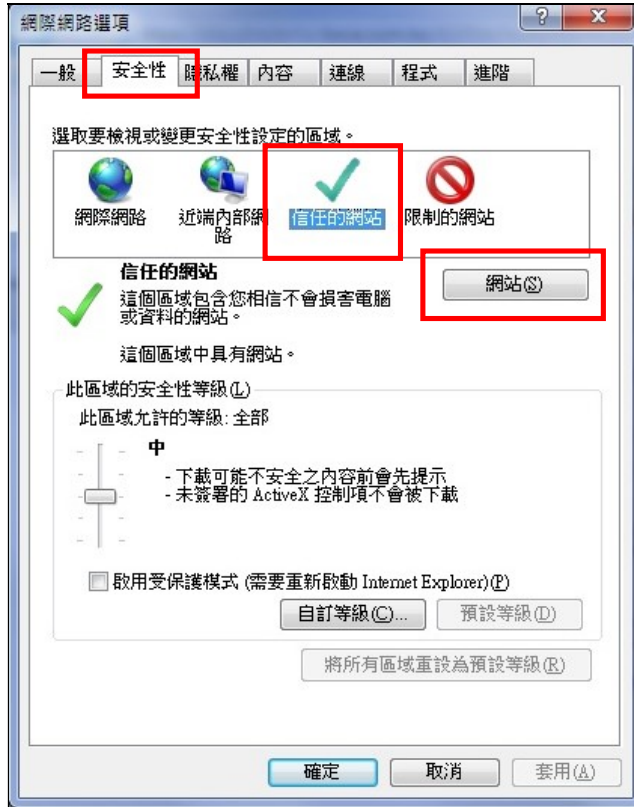 網際網路選項
一般 安全性 隱私權 內容 連線 程式 進階
選取要檢視或變更安全性設定的區域。
網際網路 近端內部網路 信任的網站 限制的網站
信任的網站
網站(S)
這個區域包含您相信不會損害電腦
或資料的網站。
這個區域中具有網站。
此區域的安全性等級(L)
此區域允許的等級: 全部
中
- 下載可能不安全之內容前會先提示
- 未簽署的 ActiveX 控制項不會被下載
啟用受保護模式 (需要重新啟動 Internet Explorer)(P)
自訂等級(C)... 預設等級(D)
將所有區域重設為預設等級(R)
確定 取消 套用(A)